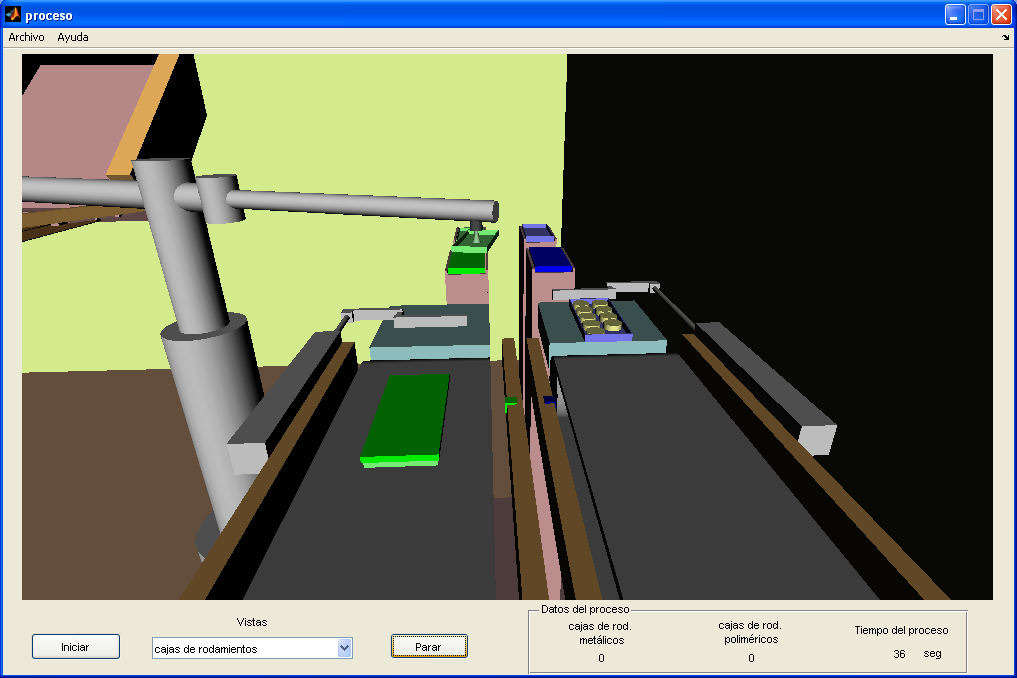 proceso
Archivo Ayuda
Vistas
Iniciar
cajas de rodamientos
Parar
Datos del proceso
cajas de rod.
metálicos
0
cajas de rod.
poliméricos
0
Tiempo del proceso
36 seg